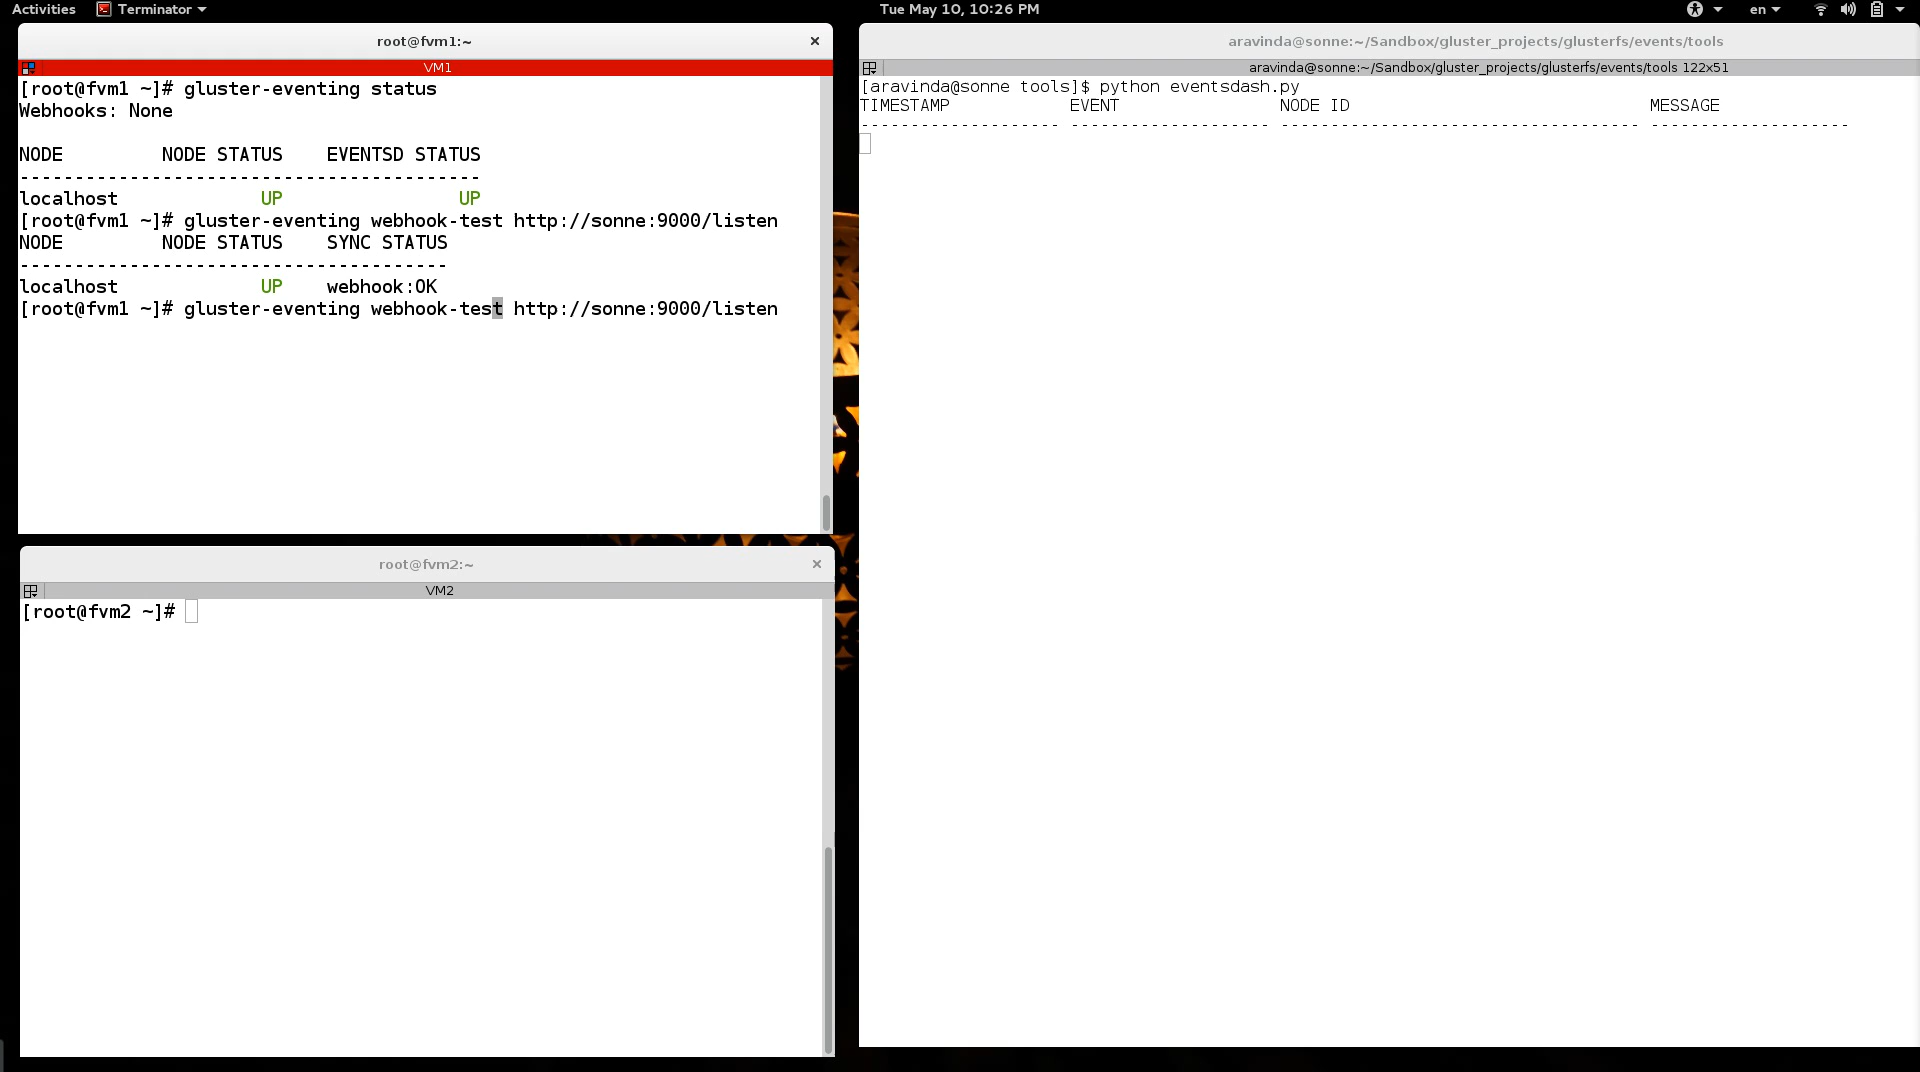 Activities Terminator Tue May 10, 10:26 PM en
root@fvm1:~
VM1
[root@fvm1 ~]# gluster-eventing status
Webhooks: None
NODE NODE STATUS EVENTSD STATUS
------------------------------------------
localhost UP UP
[root@fvm1 ~]# gluster-eventing webhook-test http://sonne:9000/listen
NODE NODE STATUS SYNC STATUS
---------------------------------------
localhost UP webhook:OK
[root@fvm1 ~]# gluster-eventing webhook-test http://sonne:9000/listen
root@fvm2:~
VM2
[root@fvm2 ~]#
aravinda@sonne:~/Sandbox/gluster_projects/glusterfs/events/tools
aravinda@sonne:~/Sandbox/gluster_projects/glusterfs/events/tools 122x51
[aravinda@sonne tools]$ python eventsdash.py
TIMESTAMP EVENT NODE ID MESSAGE
-------------------- -------------------- ------------------------------------ --------------------